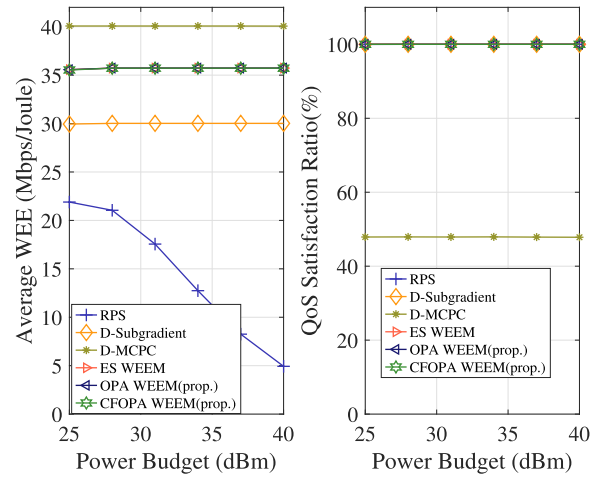 Average WEE (Mbps/Joule)
40
35
30
25
20
15
10
5
0
25
30
35
40
Power Budget (dBm)
RPS
D-Subgradient
D-MCPC
ES WEEM
OPA WEEM(prop.)
CFOPA WEEM(prop.)
QoS Satisfaction Ratio(%)
100
80
60
40
20
0
25
30
35
40
Power Budget (dBm)
RPS
D-Subgradient
D-MCPC
ES WEEM
OPA WEEM(prop.)
CFOPA WEEM(prop.)